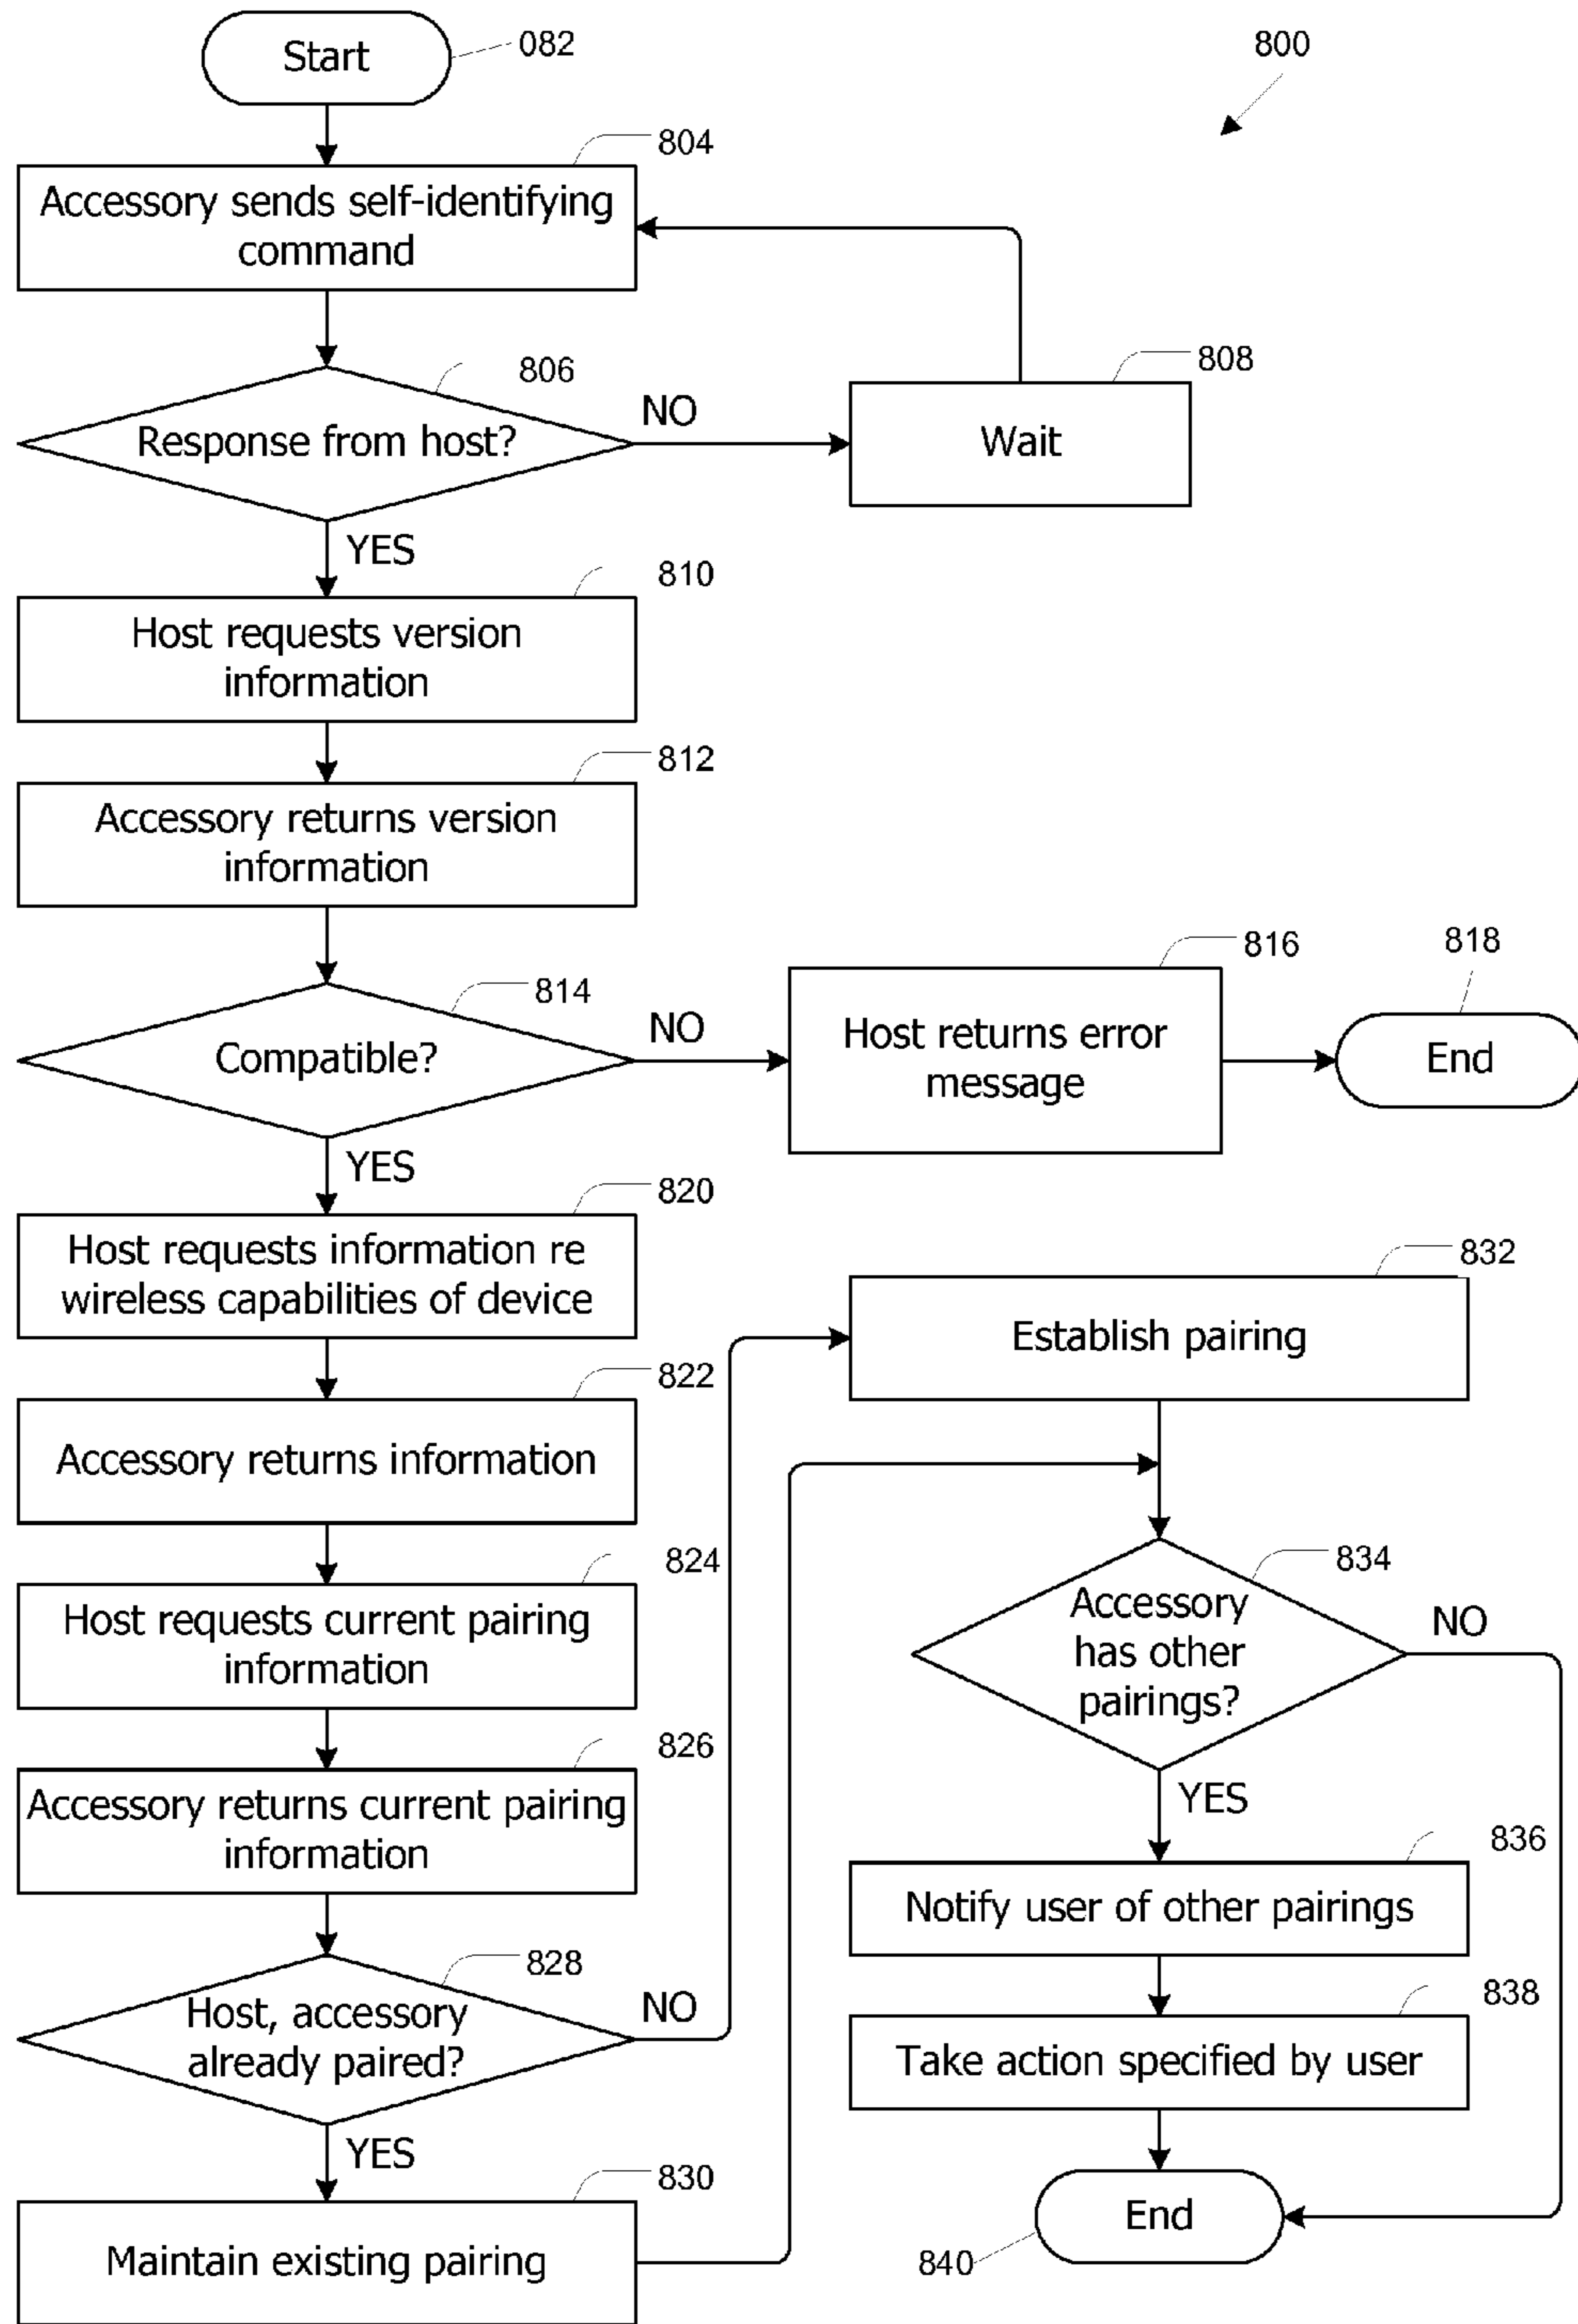 Start
082
800
804
Accessory sends self-identifying
command
806
Response from host?
NO
808
Wait
YES
810
Host requests version
information
812
Accessory returns version
information
814
Compatible?
NO
816
Host returns error
message
818
End
YES
820
Host requests information re
wireless capabilities of device
822
Accessory returns information
824
Host requests current pairing
information
826
Accessory returns current pairing
information
828
Host, accessory
already paired?
NO
YES
830
Maintain existing pairing
832
Establish pairing
834
Accessory
has other
pairings?
NO
YES
836
Notify user of other pairings
838
Take action specified by user
End
840